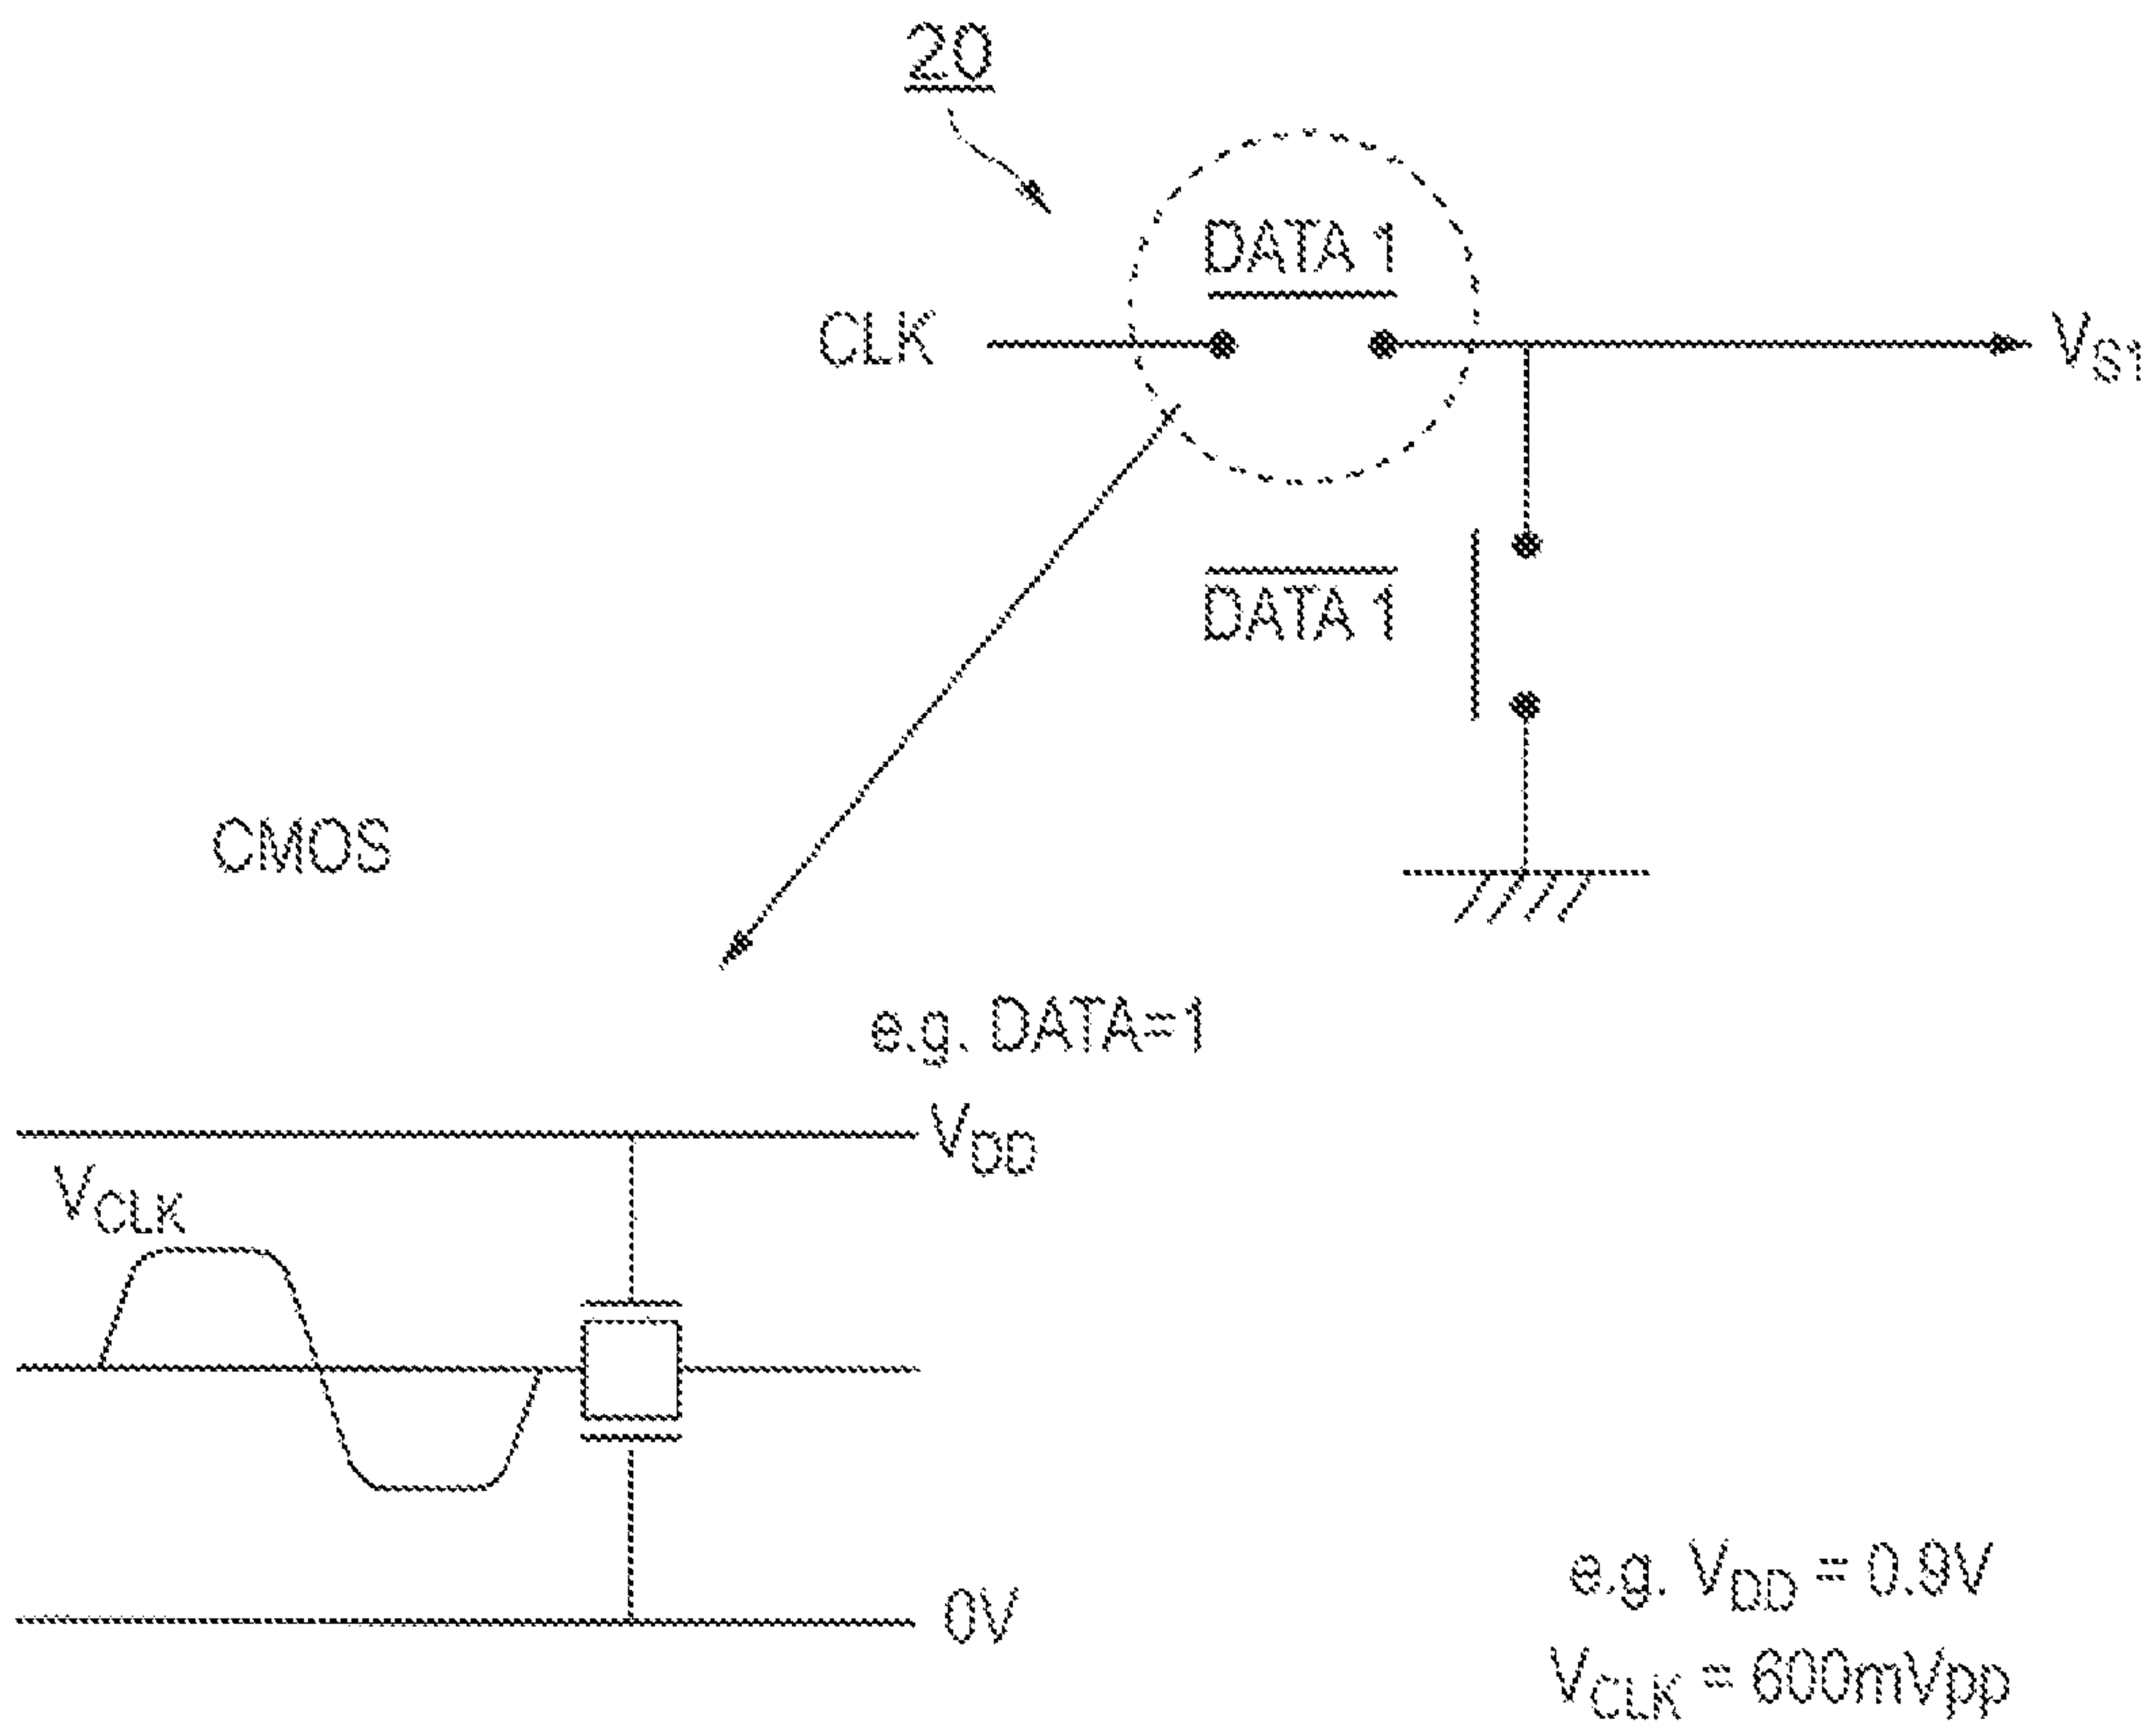 20
DATA 1
CLK
VS1
DATA 1
CMOS
e.g. DATA=1
VDD
VCLK
0V
e.g. VDD = 0.9V
VCLK = 600mVpp